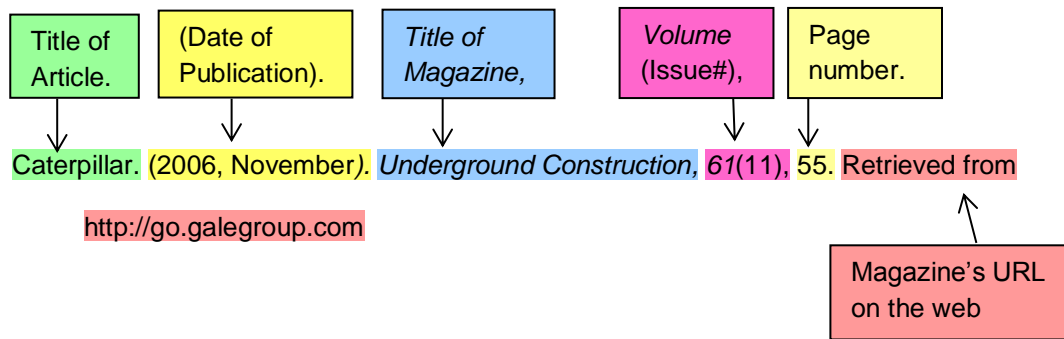 Title of
Article.
(Date of
Publication).
Title of
Magazine,
Volume
(Issue#),
Page
number.
Caterpillar. (2006, November). Underground Construction, 61(11), 55. Retrieved from
http://go.galegroup.com
Magazine’s URL
on the web